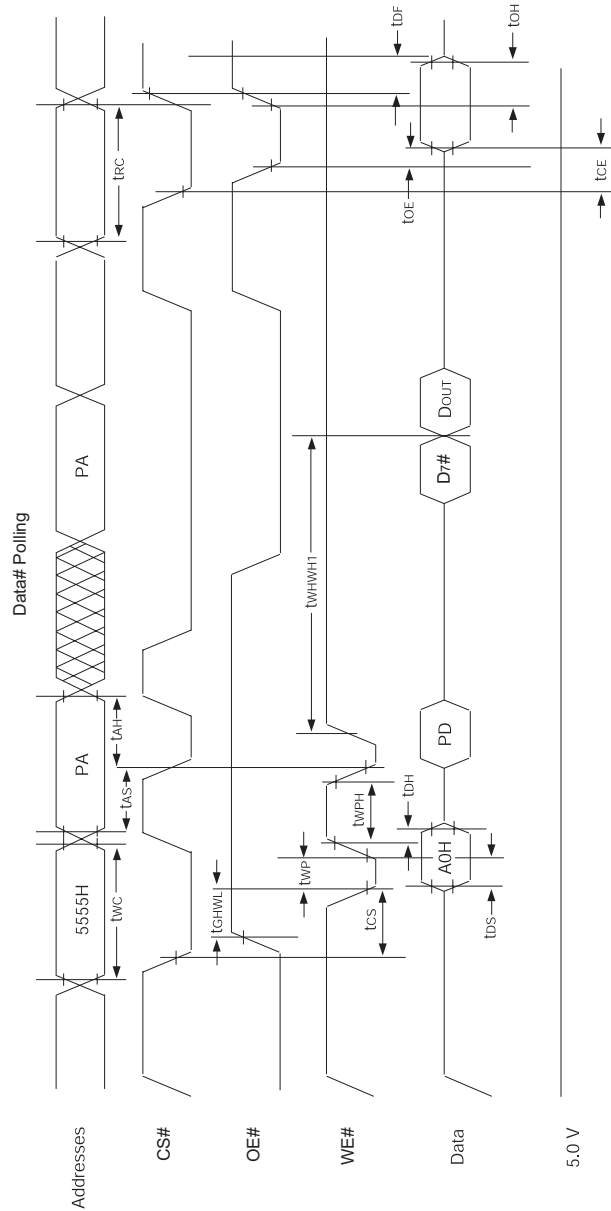 Data# Polling
Addresses
5555H
PA
PA
tWC
tAS
tAH
tRC
CS#
OE#
tGHWL
tWP
tCS
tWPH
tDH
tWHWH1
tOE
tDF
WE#
Data
A0H
PD
D7#
DOUT
tDS
tOH
tCE
5.0 V